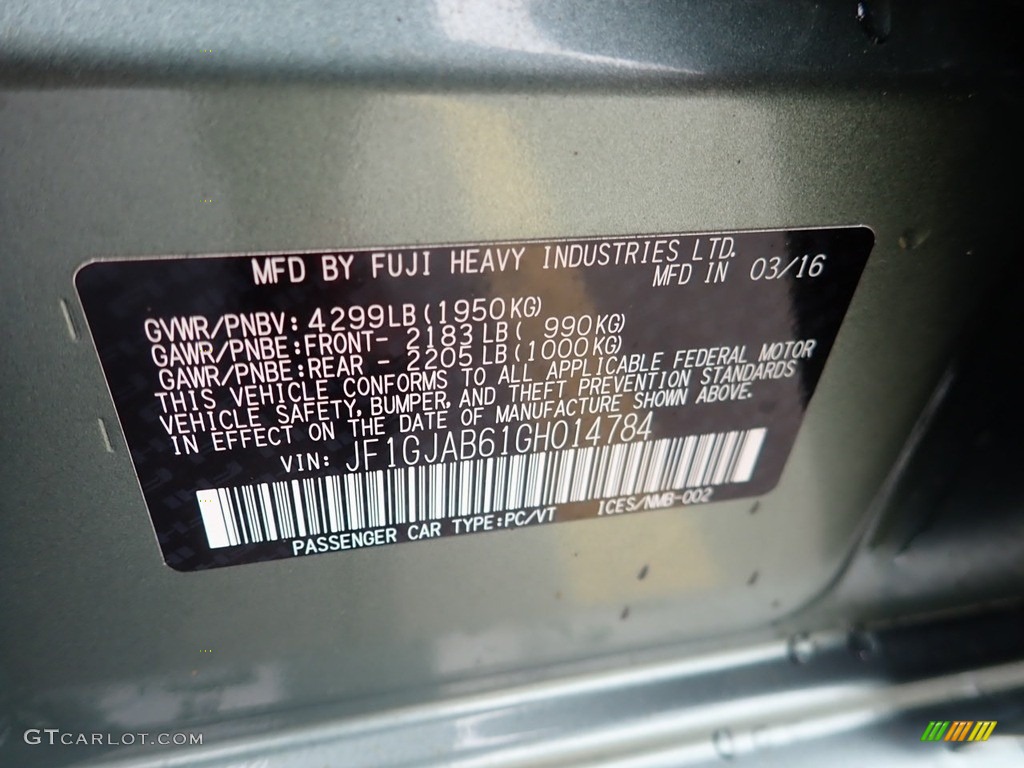 MFD BY FUJI HEAVY INDUSTRIES LTD.
MFD IN 03/16
GVWR/PNBV: 4299LB(1950KG)
GAWR/PNBE:FRONT- 2183LB( 990KG)
GAWR/PNBE:REAR - 2205LB(1000KG)
THIS VEHICLE CONFORMS TO ALL APPLICABLE FEDERAL MOTOR
VEHICLE SAFETY, BUMPER, AND THEFT PREVENTION STANDARDS
IN EFFECT ON THE DATE OF MANUFACTURE SHOWN ABOVE.
VIN: JF1GJAB61GH014784
PASSENGER CAR TYPE:PC/VT ICES/NMB-002
GTCARLOT.COM